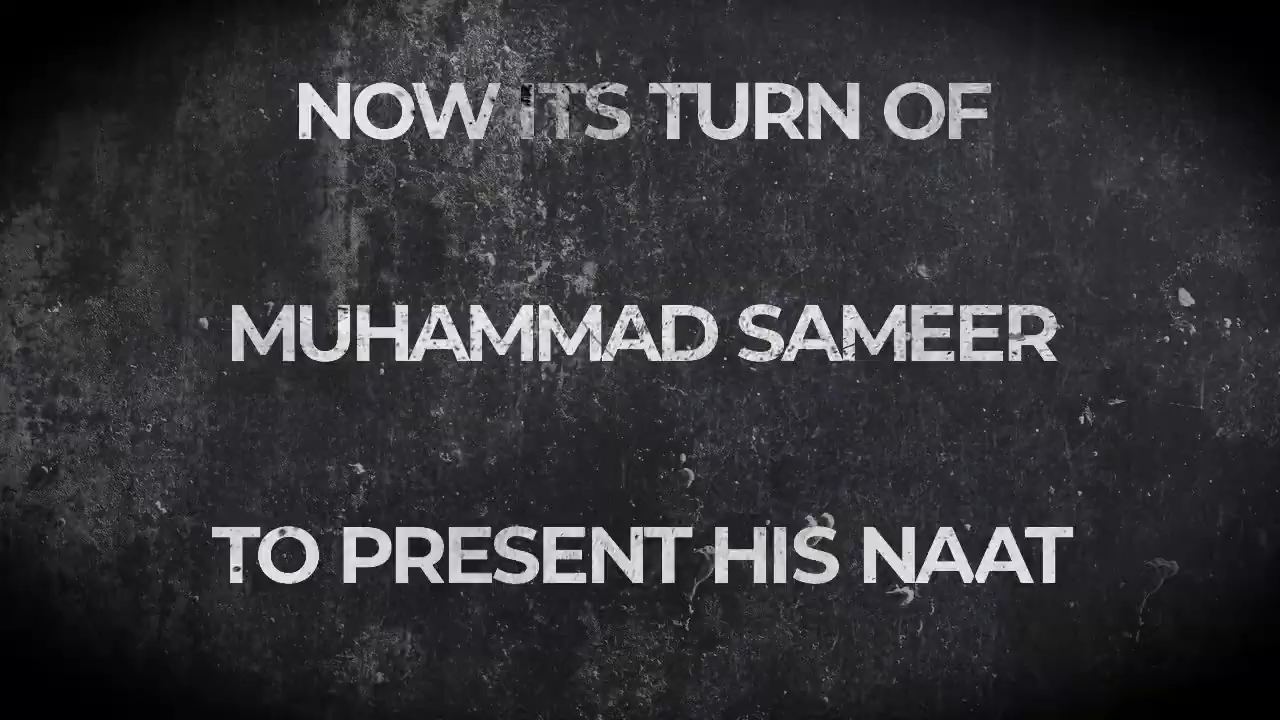 NOW ITS TURN OF
MUHAMMAD SAMEER
TO PRESENT HIS NAAT